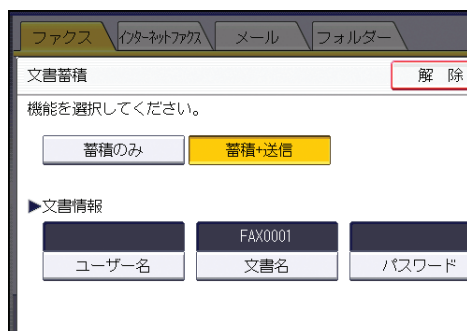 ファクス インターネットファクス メール フォルダー
文書蓄積 解 除
機能を選択してください。
蓄積のみ 蓄積+送信
▶文書情報
FAX0001
ユーザー名 文書名 パスワード